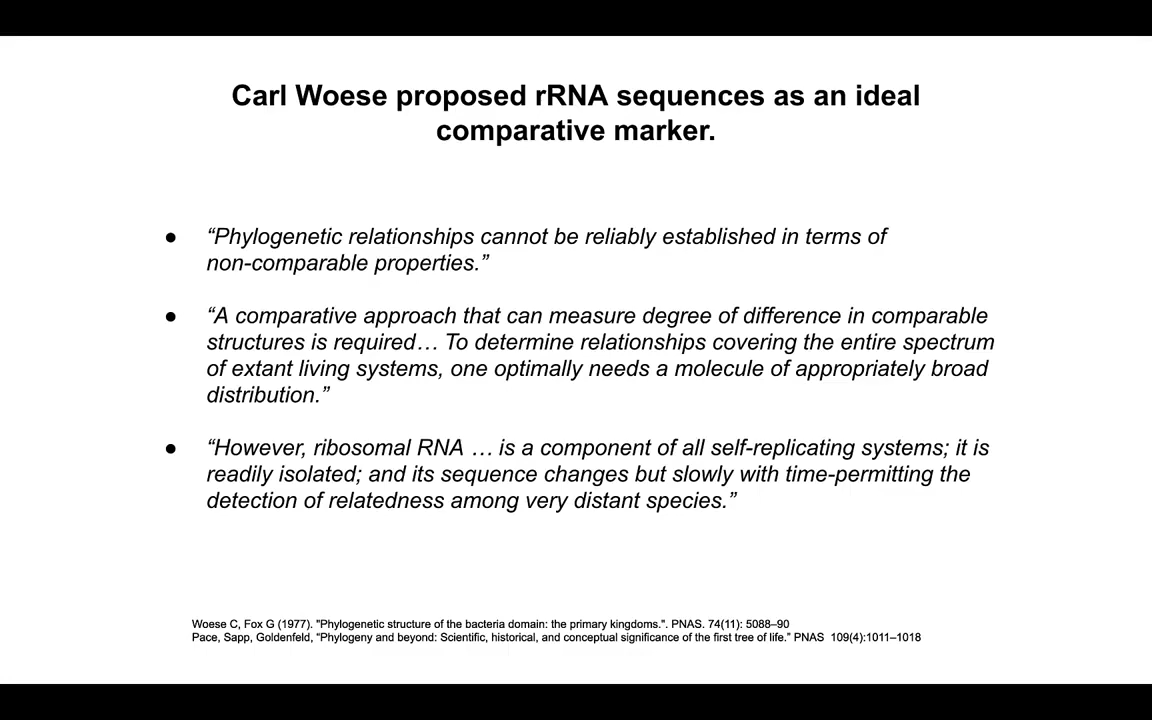 Carl Woese proposed rRNA sequences as an ideal
comparative marker.
● “Phylogenetic relationships cannot be reliably established in terms of
non-comparable properties.”
● “A comparative approach that can measure degree of difference in comparable
structures is required… To determine relationships covering the entire spectrum
of extant living systems, one optimally needs a molecule of appropriately broad
distribution.”
● “However, ribosomal RNA … is a component of all self-replicating systems; it is
readily isolated; and its sequence changes but slowly with time-permitting the
detection of relatedness among very distant species.”
Woese C, Fox G (1977). "Phylogenetic structure of the bacteria domain: the primary kingdoms.". PNAS. 74(11): 5088–90
Pace, Sapp, Goldenfeld, “Phylogeny and beyond: Scientific, historical, and conceptual significance of the first tree of life.” PNAS 109(4):1011–1018